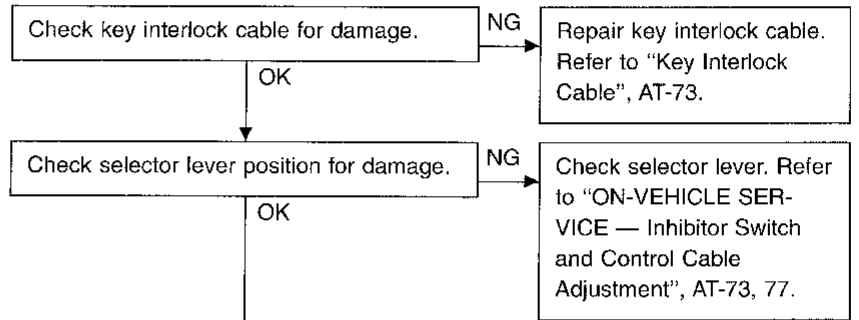 Check key interlock cable for damage.
NG
Repair key interlock cable.
Refer to “Key Interlock
Cable”, AT-73.
OK
Check selector lever position for damage.
NG
Check selector lever. Refer
to “ON-VEHICLE SER-
VICE — Inhibitor Switch
and Control Cable
Adjustment”, AT-73, 77.
OK